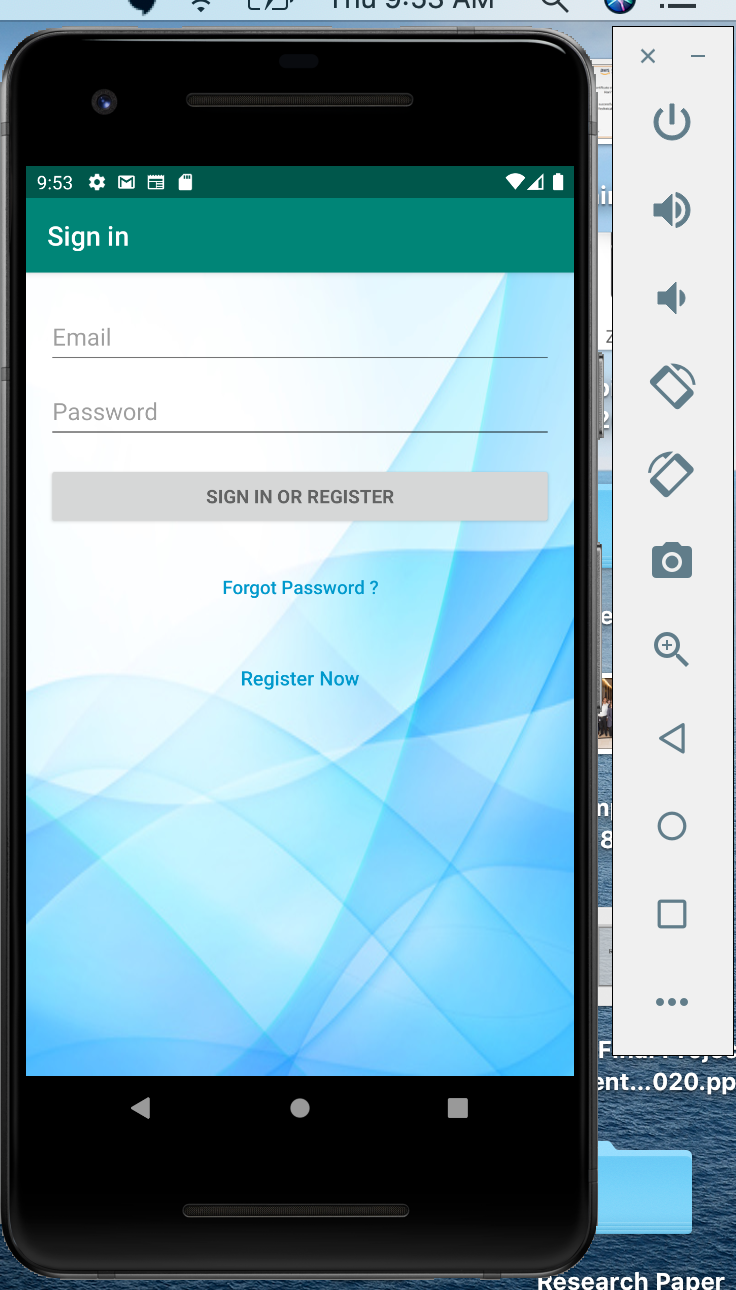 Thu 9:53 AM
9:53
Sign in
Email
Password
SIGN IN OR REGISTER
Forgot Password ?
Register Now
ent...020.pp
Research Paper